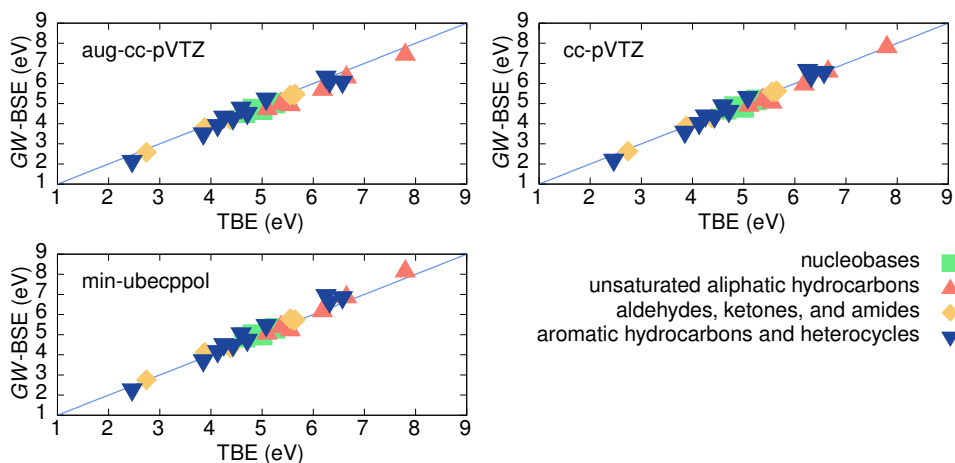 aug-cc-pVTZ
GW-BSE (eV)
9
8
7
6
5
4
3
2
1
1 2 3 4 5 6 7 8 9
TBE (eV)
cc-pVTZ
GW-BSE (eV)
9
8
7
6
5
4
3
2
1
1 2 3 4 5 6 7 8 9
TBE (eV)
min-ubecppol
GW-BSE (eV)
9
8
7
6
5
4
3
2
1
1 2 3 4 5 6 7 8 9
TBE (eV)
nucleobases
unsaturated aliphatic hydrocarbons
aldehydes, ketones, and amides
aromatic hydrocarbons and heterocycles